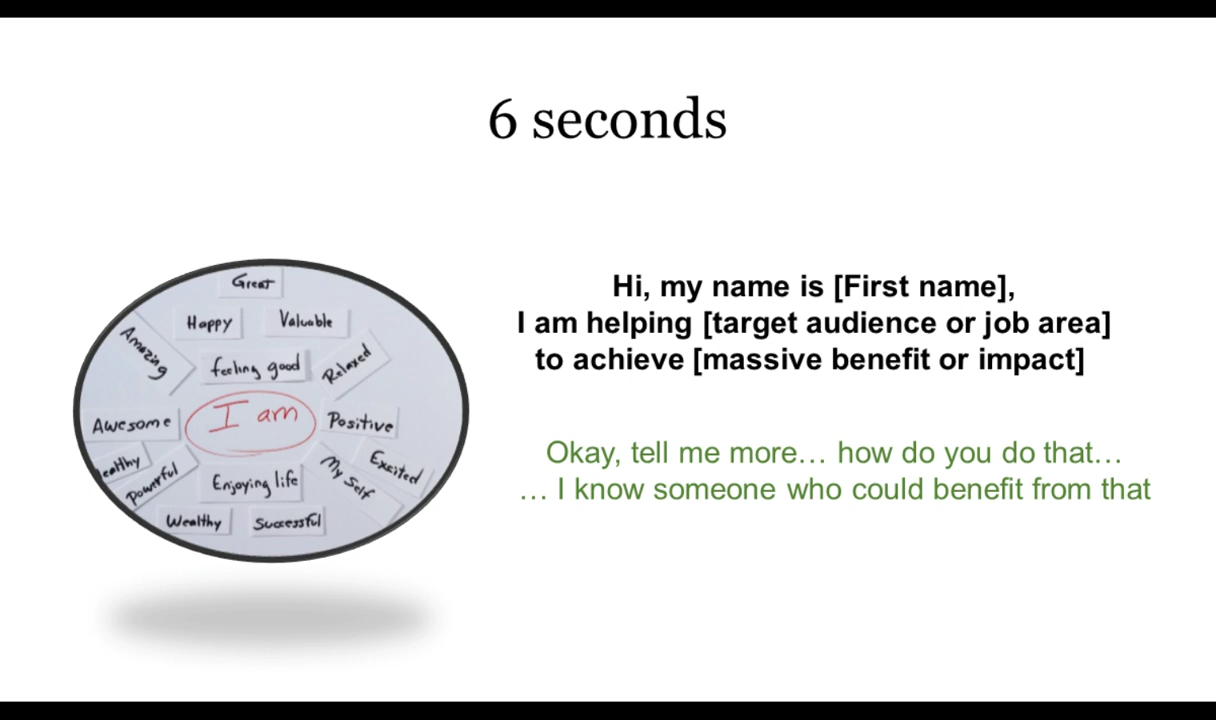 6 seconds
Great
Happy
Valuable
Amazing
feeling good
Relaxed
Awesome
I am
Positive
ealthy
Powerful
Enjoying life
My Self
Excited
Wealthy
Successful
Hi, my name is [First name],
I am helping [target audience or job area]
to achieve [massive benefit or impact]
Okay, tell me more… how do you do that…
… I know someone who could benefit from that